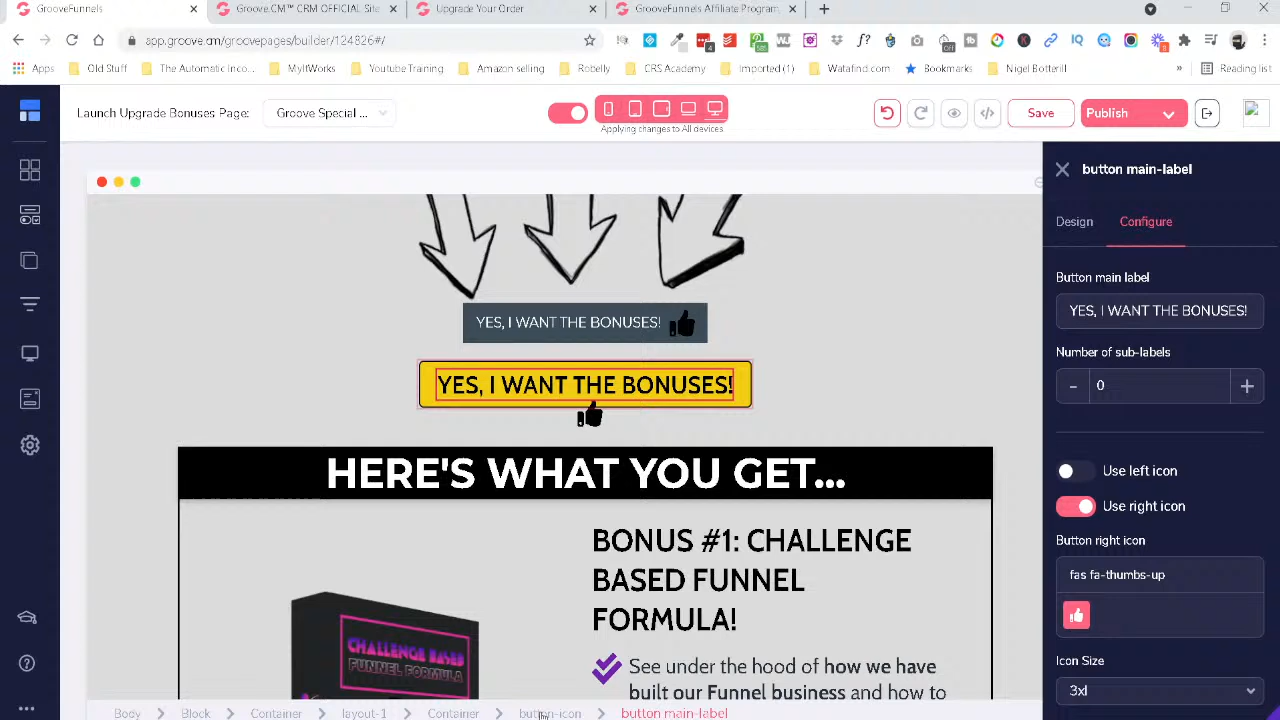 GrooveFunnels
Groove.CM™ CRM OFFICIAL Site
Upgrade Your Order
GrooveFunnels Affiliate Program,
app.groove.cm/groovepages/builder/124826#/
Apps
Old Stuff
The Automatic Inco...
MyItWorks
Youtube Training
Amazon selling
Robelly
CRS Academy
Imported (1)
Watafind.com
Bookmarks
Nigel Botterill
»
Reading list
Launch Upgrade Bonuses Page:
Groove Special ...
Applying changes to All devices
Save
Publish
button main-label
Design
Configure
Button main label
YES, I WANT THE BONUSES!
Number of sub-labels
- 0 +
Use left icon
Use right icon
Button right icon
fas fa-thumbs-up
Icon Size
3xl
YES, I WANT THE BONUSES!
YES, I WANT THE BONUSES!
HERE'S WHAT YOU GET...
BONUS #1: CHALLENGE
BASED FUNNEL
FORMULA!
See under the hood of how we have
built our Funnel business and how to
CHALLENGE BASED
FUNNEL FORMULA
Body > Block > Container > layout-1 > Container > button-icon > button main-label